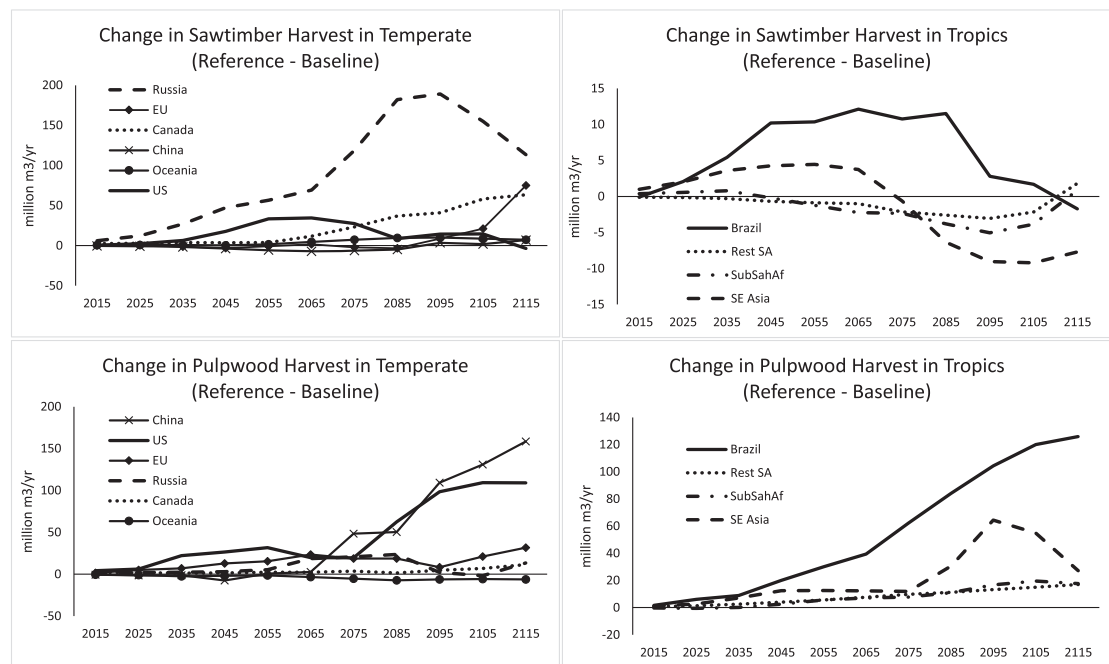 Change in Sawtimber Harvest in Temperate
(Reference - Baseline)
million m3/yr
200
150
100
50
0
-50
Russia
EU
Canada
China
Oceania
US
2015 2025 2035 2045 2055 2065 2075 2085 2095 2105 2115
Change in Sawtimber Harvest in Tropics
(Reference - Baseline)
million m3/yr
15
10
5
0
-5
-10
-15
Brazil
Rest SA
SubSahAf
SE Asia
2015 2025 2035 2045 2055 2065 2075 2085 2095 2105 2115
Change in Pulpwood Harvest in Temperate
(Reference - Baseline)
million m3/yr
200
150
100
50
0
-50
China
US
EU
Russia
Canada
Oceania
2015 2025 2035 2045 2055 2065 2075 2085 2095 2105 2115
Change in Pulpwood Harvest in Tropics
(Reference - Baseline)
million m3/yr
140
120
100
80
60
40
20
0
-20
Brazil
Rest SA
SubSahAf
SE Asia
2015 2025 2035 2045 2055 2065 2075 2085 2095 2105 2115